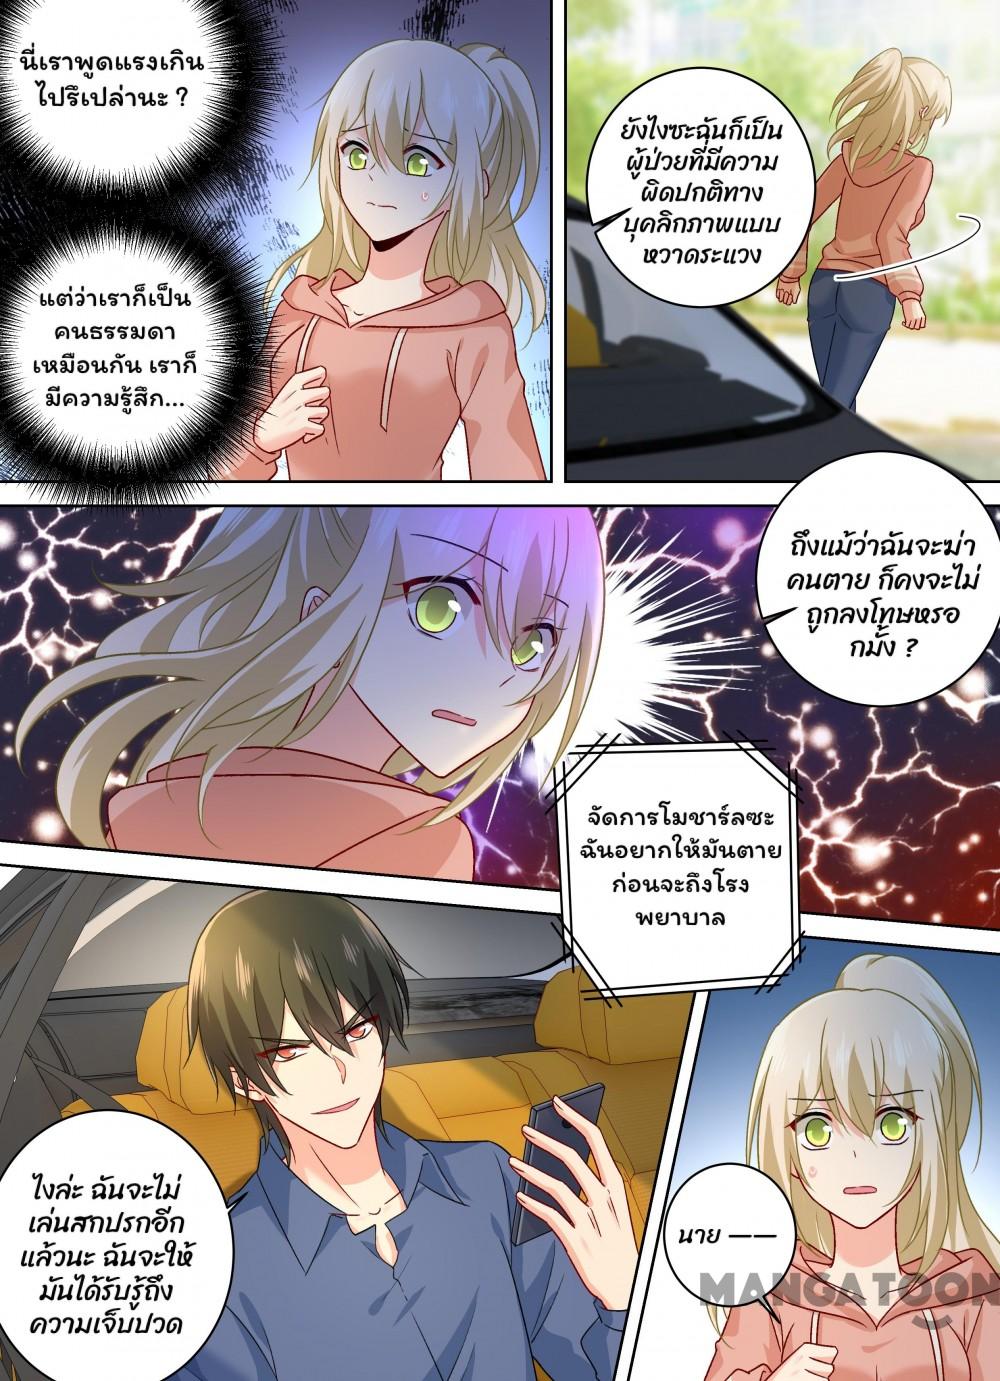 นี่เราพูดแรงเกิน
ไปรึเปล่านะ ?
แต่ว่าเราก็เป็น
คนธรรมดา
เหมือนกัน เราก็
มีความรู้สึก...
ยังไงซะฉันก็เป็น
ผู้ป่วยที่มีความ
ผิดปกติทาง
บุคลิกภาพแบบ
หวาดระแวง
ถึงแม้ว่าฉันจะฆ่า
คนตาย ก็คงจะไม่
ถูกลงโทษหรอ
กมั้ง ?
จัดการโมชาร์ลซะ
ฉันอยากให้มันตาย
ก่อนจะถึงโรง
พยาบาล
ไงล่ะ ฉันจะไม่
เล่นสกปรกอีก
แล้วนะ ฉันจะให้
มันได้รับรู้ถึง
ความเจ็บปวด
นาย ——
MANGATOON